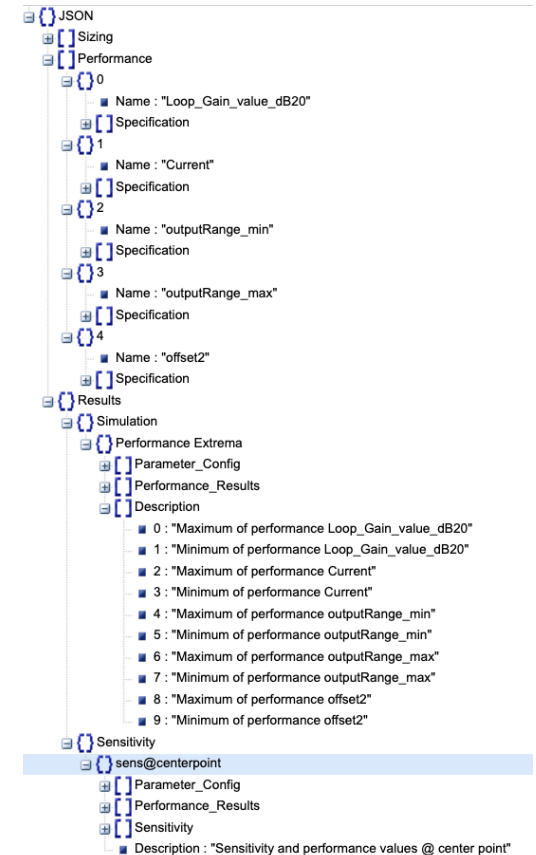 JSON
Sizing
Performance
0
Name : "Loop_Gain_value_dB20"
Specification
1
Name : "Current"
Specification
2
Name : "outputRange_min"
Specification
3
Name : "outputRange_max"
Specification
4
Name : "offset2"
Specification
Results
Simulation
Performance Extrema
Parameter_Config
Performance_Results
Description
0 : "Maximum of performance Loop_Gain_value_dB20"
1 : "Minimum of performance Loop_Gain_value_dB20"
2 : "Maximum of performance Current"
3 : "Minimum of performance Current"
4 : "Maximum of performance outputRange_min"
5 : "Minimum of performance outputRange_min"
6 : "Maximum of performance outputRange_max"
7 : "Minimum of performance outputRange_max"
8 : "Maximum of performance offset2"
9 : "Minimum of performance offset2"
Sensitivity
sens@centerpoint
Parameter_Config
Performance_Results
Sensitivity
Description : "Sensitivity and performance values @ center point"